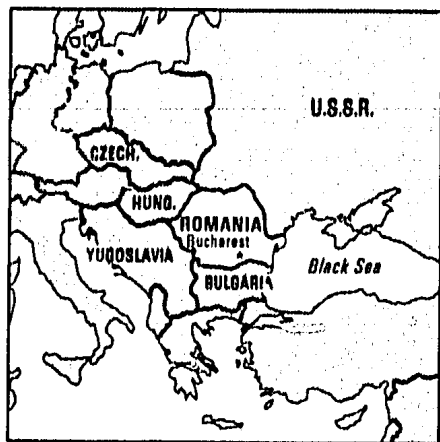 U.S.S.R.
CZECH.
HUNG.
ROMANIA
Bucharest
YUGOSLAVIA
Black Sea
BULGARIA